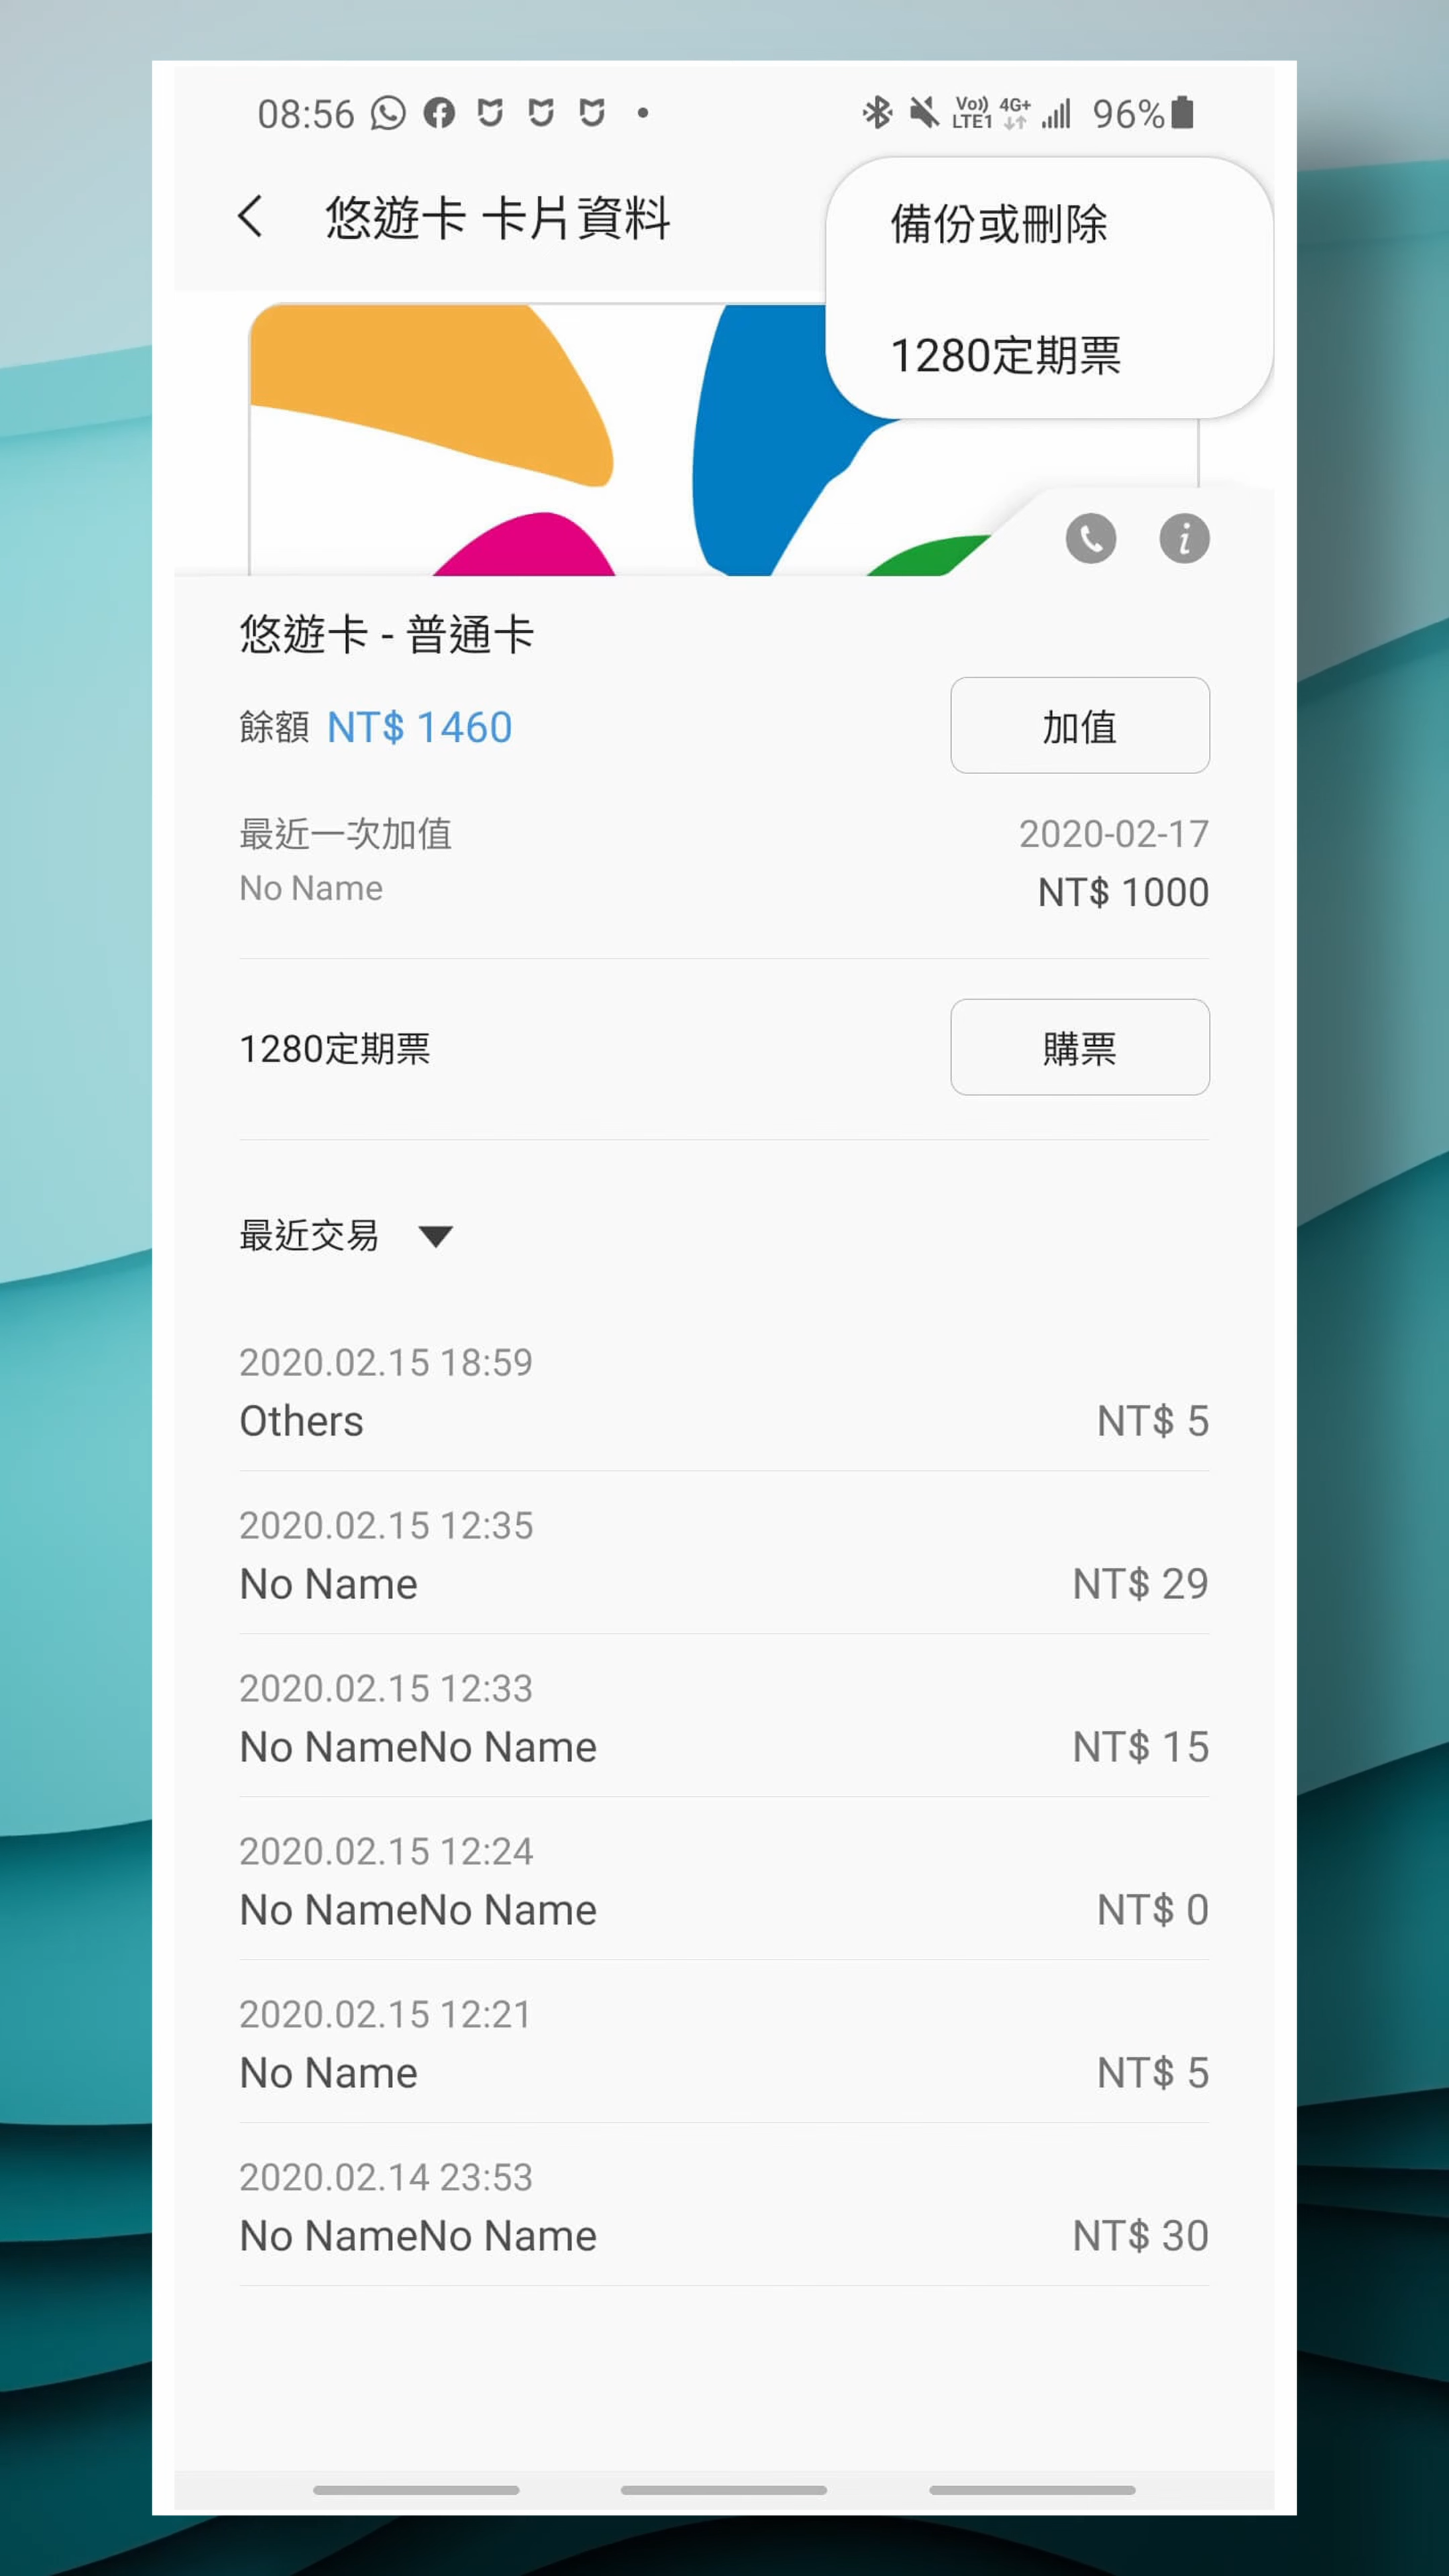 08:56
Vo)) LTE1 4G+ 96%
悠遊卡 卡片資料
備份或刪除
1280定期票
悠遊卡 - 普通卡
餘額 NT$ 1460
加值
最近一次加值 2020-02-17
No Name NT$ 1000
1280定期票 購票
最近交易
2020.02.15 18:59
Others NT$ 5
2020.02.15 12:35
No Name NT$ 29
2020.02.15 12:33
No NameNo Name NT$ 15
2020.02.15 12:24
No NameNo Name NT$ 0
2020.02.15 12:21
No Name NT$ 5
2020.02.14 23:53
No NameNo Name NT$ 30